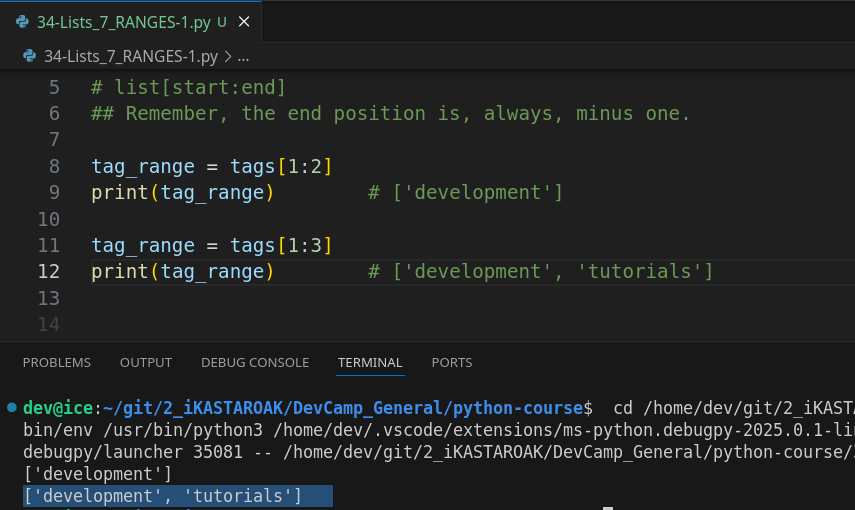 34-Lists_7_RANGES-1.py U ×
34-Lists_7_RANGES-1.py > ...
5 # list[start:end]
6 ## Remember, the end position is, always, minus one.
7
8 tag_range = tags[1:2]
9 print(tag_range)        # ['development']
10
11 tag_range = tags[1:3]
12 print(tag_range)        # ['development', 'tutorials']
13
14
PROBLEMS OUTPUT DEBUG CONSOLE TERMINAL PORTS
dev@ice:~/git/2_iKASTAROAK/DevCamp_General/python-course$  cd /home/dev/git/2_iKAST
bin/env /usr/bin/python3 /home/dev/.vscode/extensions/ms-python.debugpy-2025.0.1-li
debugpy/launcher 35081 -- /home/dev/git/2_iKASTAROAK/DevCamp_General/python-course/
['development']
['development', 'tutorials']